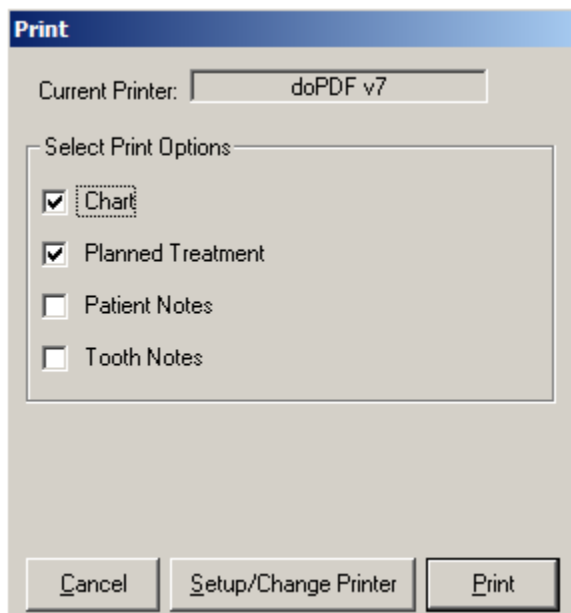 Print
Current Printer: doPDF v7
Select Print Options
Chart
Planned Treatment
Patient Notes
Tooth Notes
Cancel Setup/Change Printer Print